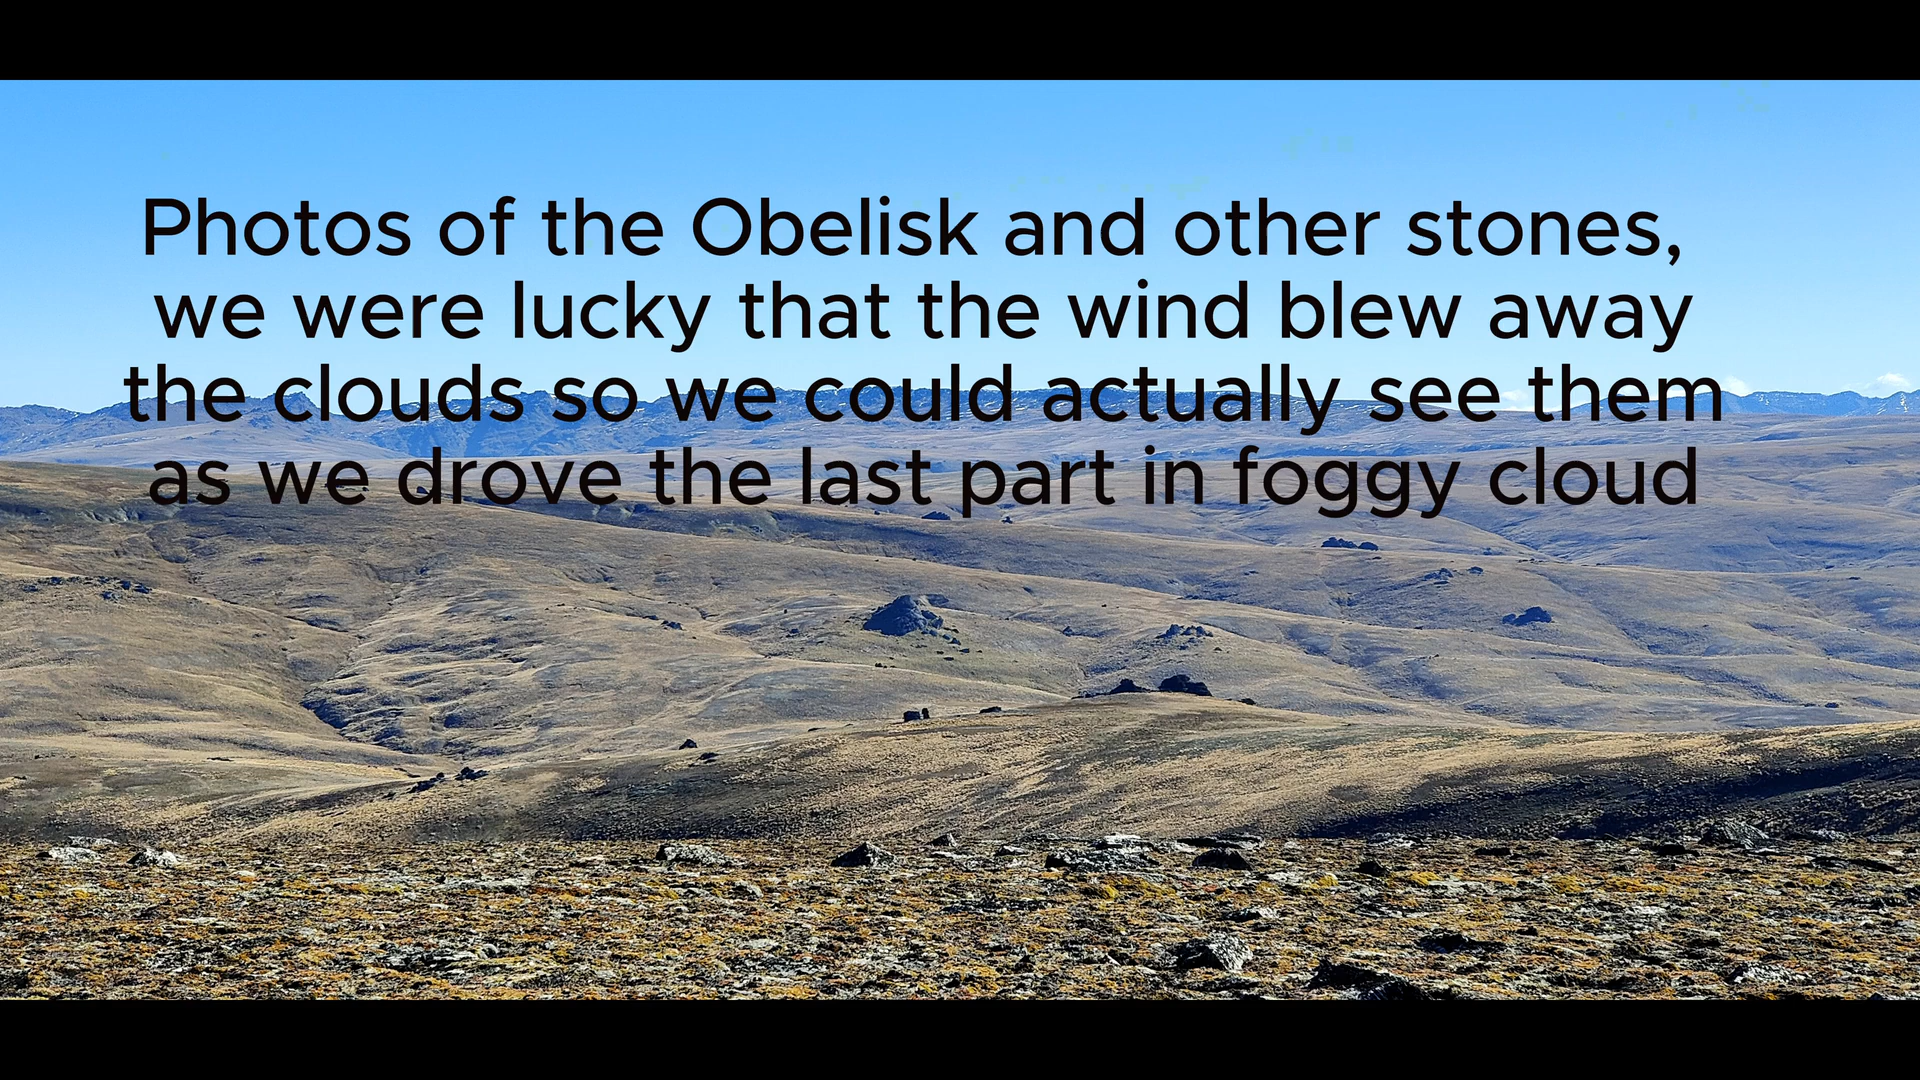 Photos of the Obelisk and other stones,
we were lucky that the wind blew away
the clouds so we could actually see them
as we drove the last part in foggy cloud